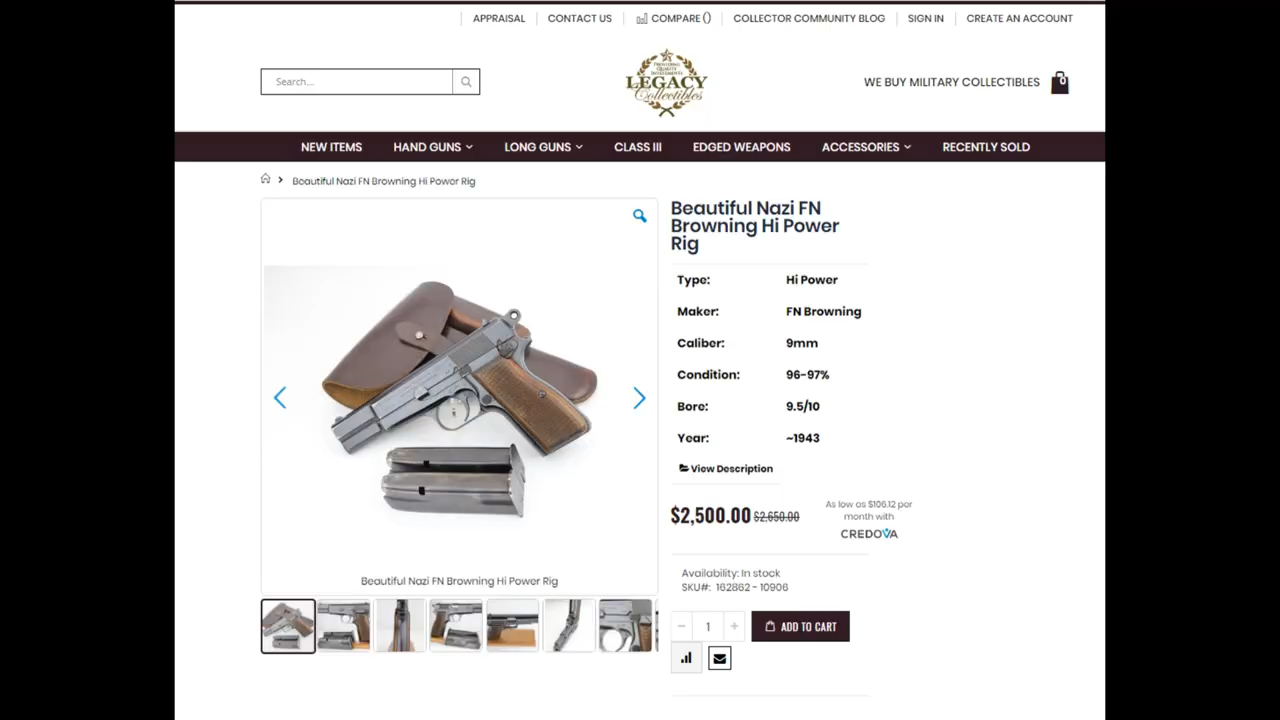 APPRAISAL
CONTACT US
COMPARE ()
COLLECTOR COMMUNITY BLOG
SIGN IN
CREATE AN ACCOUNT
Search...
PROVIDING
QUALITY
INVESTMENTS
LEGACY
Collectibles
WE BUY MILITARY COLLECTIBLES
0
NEW ITEMS
HAND GUNS
LONG GUNS
CLASS III
EDGED WEAPONS
ACCESSORIES
RECENTLY SOLD
Beautiful Nazi FN Browning Hi Power Rig
Beautiful Nazi FN
Browning Hi Power
Rig
Type: Hi Power
Maker: FN Browning
Caliber: 9mm
Condition: 96-97%
Bore: 9.5/10
Year: ~1943
View Description
$2,500.00 $2,650.00
As low as $106.12 per
month with
CREDOVA
Availability: In stock
SKU#: 162862 - 10906
Beautiful Nazi FN Browning Hi Power Rig
- 1 +
ADD TO CART